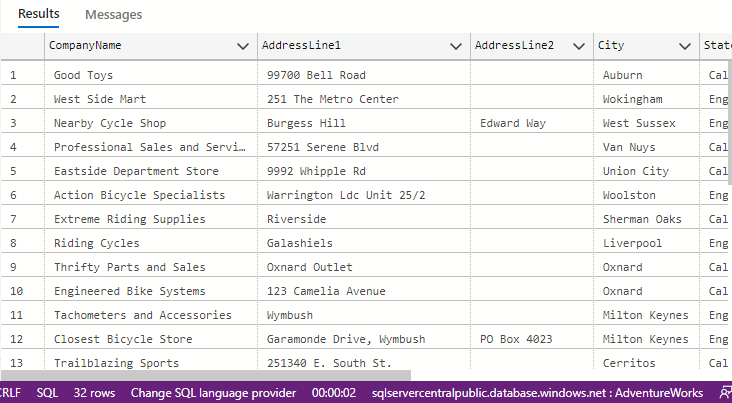 Results Messages
CompanyName AddressLine1 AddressLine2 City State
1 Good Toys 99700 Bell Road Auburn Cal
2 West Side Mart 251 The Metro Center Wokingham Eng
3 Nearby Cycle Shop Burgess Hill Edward Way West Sussex Eng
4 Professional Sales and Servi… 57251 Serene Blvd Van Nuys Cal
5 Eastside Department Store 9992 Whipple Rd Union City Cal
6 Action Bicycle Specialists Warrington Ldc Unit 25/2 Woolston Eng
7 Extreme Riding Supplies Riverside Sherman Oaks Cal
8 Riding Cycles Galashiels Liverpool Eng
9 Thrifty Parts and Sales Oxnard Outlet Oxnard Cal
10 Engineered Bike Systems 123 Camelia Avenue Oxnard Cal
11 Tachometers and Accessories Wymbush Milton Keynes Eng
12 Closest Bicycle Store Garamonde Drive, Wymbush PO Box 4023 Milton Keynes Eng
13 Trailblazing Sports 251340 E. South St. Cerritos Cal
CRLF SQL 32 rows Change SQL language provider 00:00:02 sqlservercentralpublic.database.windows.net : AdventureWorks